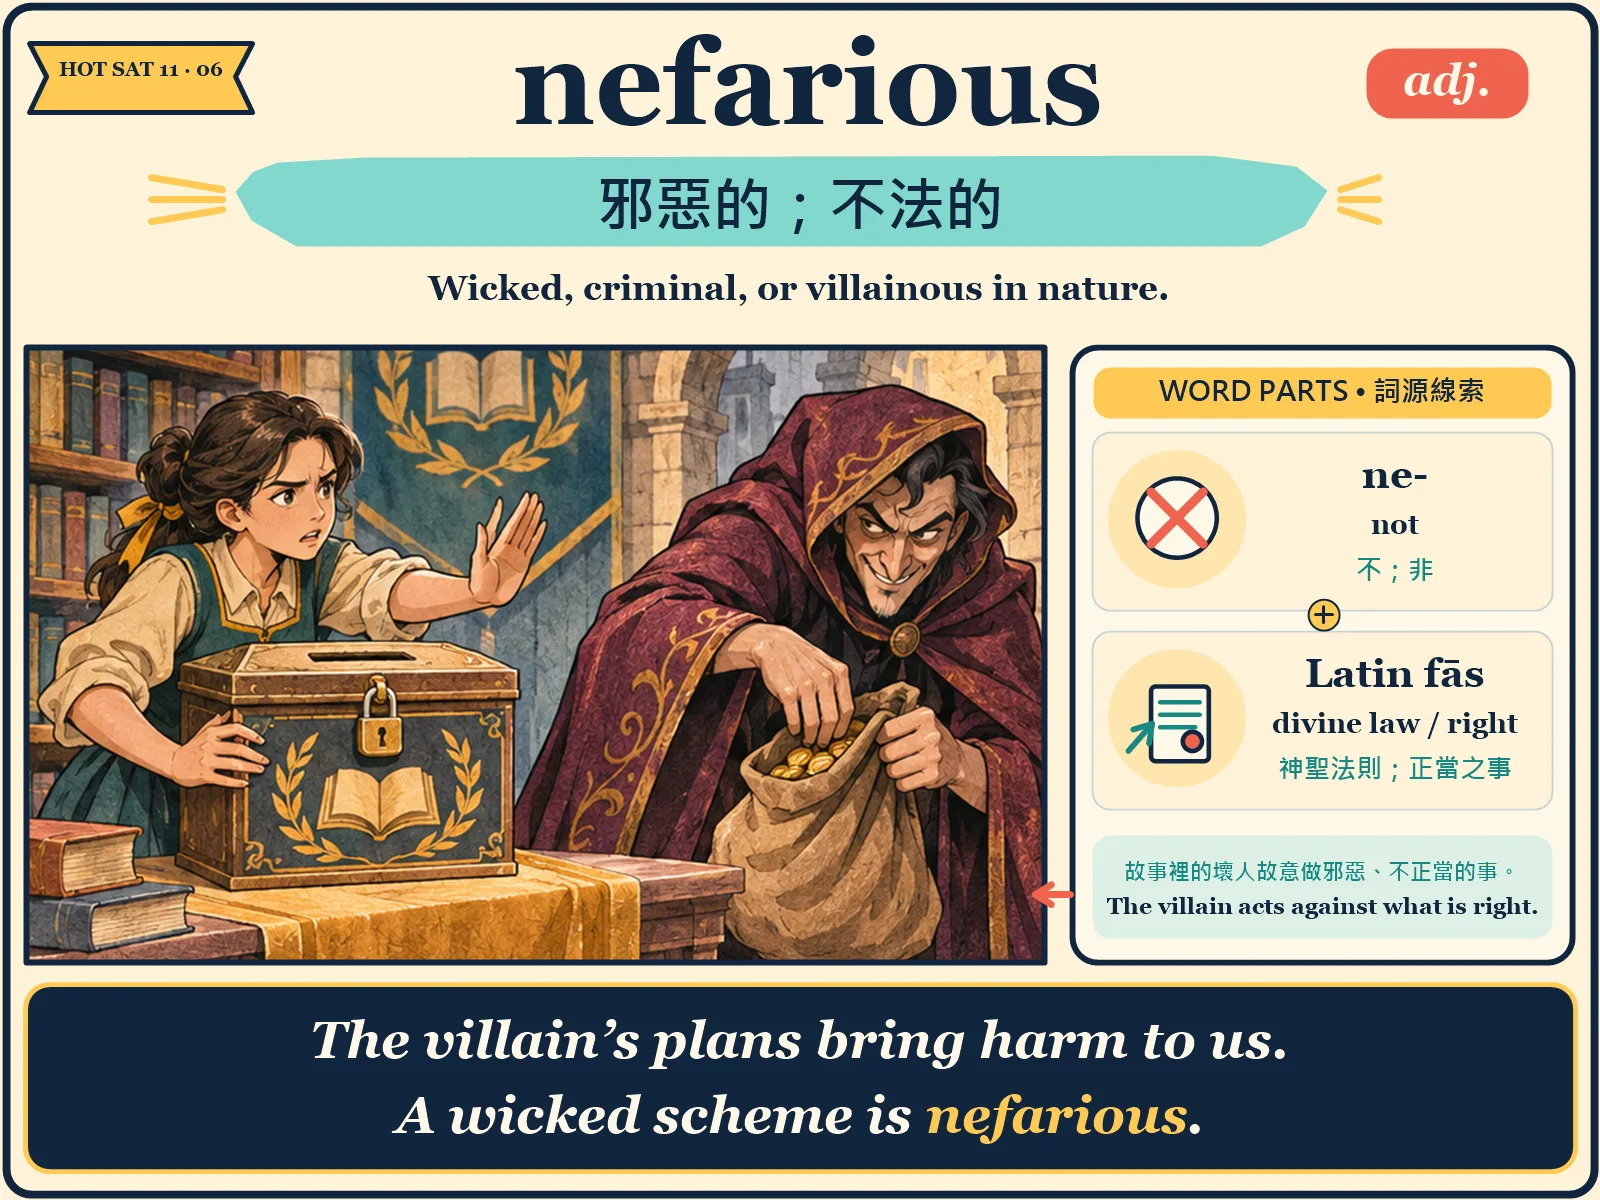 HOT SAT 11 · 06
nefarious
adj.
邪惡的；不法的
Wicked, criminal, or villainous in nature.
WORD PARTS • 詞源線索
ne-
not
不；非
+
Latin fās
divine law / right
神聖法則；正當之事
故事裡的壞人故意做邪惡、不正當的事。
The villain acts against what is right.
The villain’s plans bring harm to us.
A wicked scheme is nefarious.